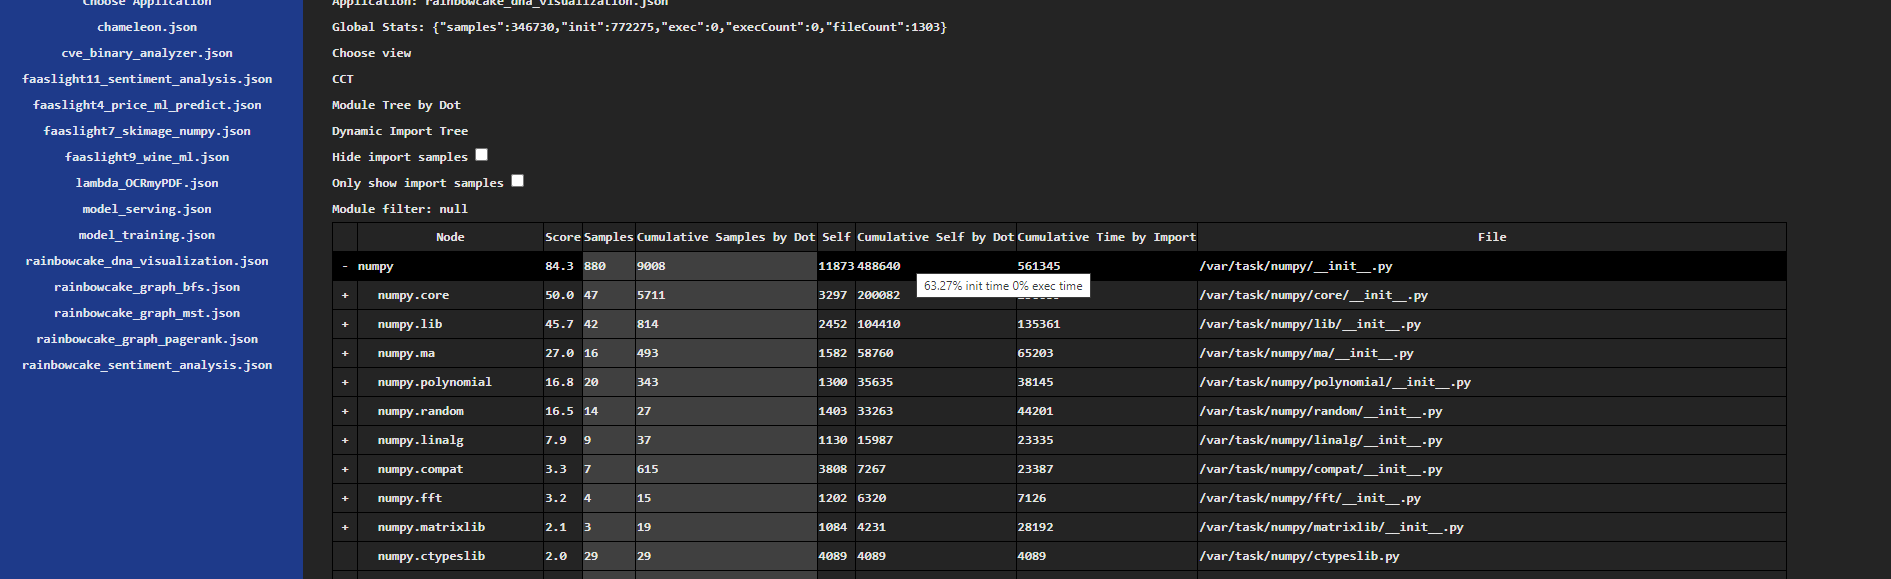 Choose Application
chameleon.json
cve_binary_analyzer.json
faaslight11_sentiment_analysis.json
faaslight4_price_ml_predict.json
faaslight7_skimage_numpy.json
faaslight9_wine_ml.json
lambda_OCRmyPDF.json
model_serving.json
model_training.json
rainbowcake_dna_visualization.json
rainbowcake_graph_bfs.json
rainbowcake_graph_mst.json
rainbowcake_graph_pagerank.json
rainbowcake_sentiment_analysis.json
Application: rainbowcake_dna_visualization.json
Global Stats: {"samples":346730,"init":772275,"exec":0,"execCount":0,"fileCount":1303}
Choose view
CCT
Module Tree by Dot
Dynamic Import Tree
Hide import samples
Only show import samples
Module filter: null
Node Score Samples Cumulative Samples by Dot Self Cumulative Self by Dot Cumulative Time by Import File
- numpy 84.3 880 9008 11873 488640 561345 /var/task/numpy/__init__.py
63.27% init time 0% exec time
+ numpy.core 50.0 47 5711 3297 200082 /var/task/numpy/core/__init__.py
+ numpy.lib 45.7 42 814 2452 104410 135361 /var/task/numpy/lib/__init__.py
+ numpy.ma 27.0 16 493 1582 58760 65203 /var/task/numpy/ma/__init__.py
+ numpy.polynomial 16.8 20 343 1300 35635 38145 /var/task/numpy/polynomial/__init__.py
+ numpy.random 16.5 14 27 1403 33263 44201 /var/task/numpy/random/__init__.py
+ numpy.linalg 7.9 9 37 1130 15987 23335 /var/task/numpy/linalg/__init__.py
+ numpy.compat 3.3 7 615 3808 7267 23387 /var/task/numpy/compat/__init__.py
+ numpy.fft 3.2 4 15 1202 6320 7126 /var/task/numpy/fft/__init__.py
+ numpy.matrixlib 2.1 3 19 1084 4231 28192 /var/task/numpy/matrixlib/__init__.py
numpy.ctypeslib 2.0 29 29 4089 4089 4089 /var/task/numpy/ctypeslib.py